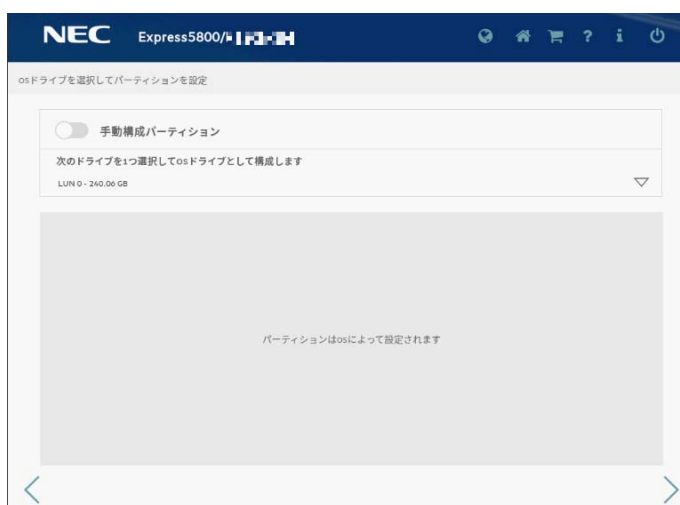 NEC Express5800/
osドライブを選択してパーティションを設定
手動構成パーティション
次のドライブを1つ選択してosドライブとして構成します
LUN 0 - 240.06 GB
パーティションはosによって設定されます